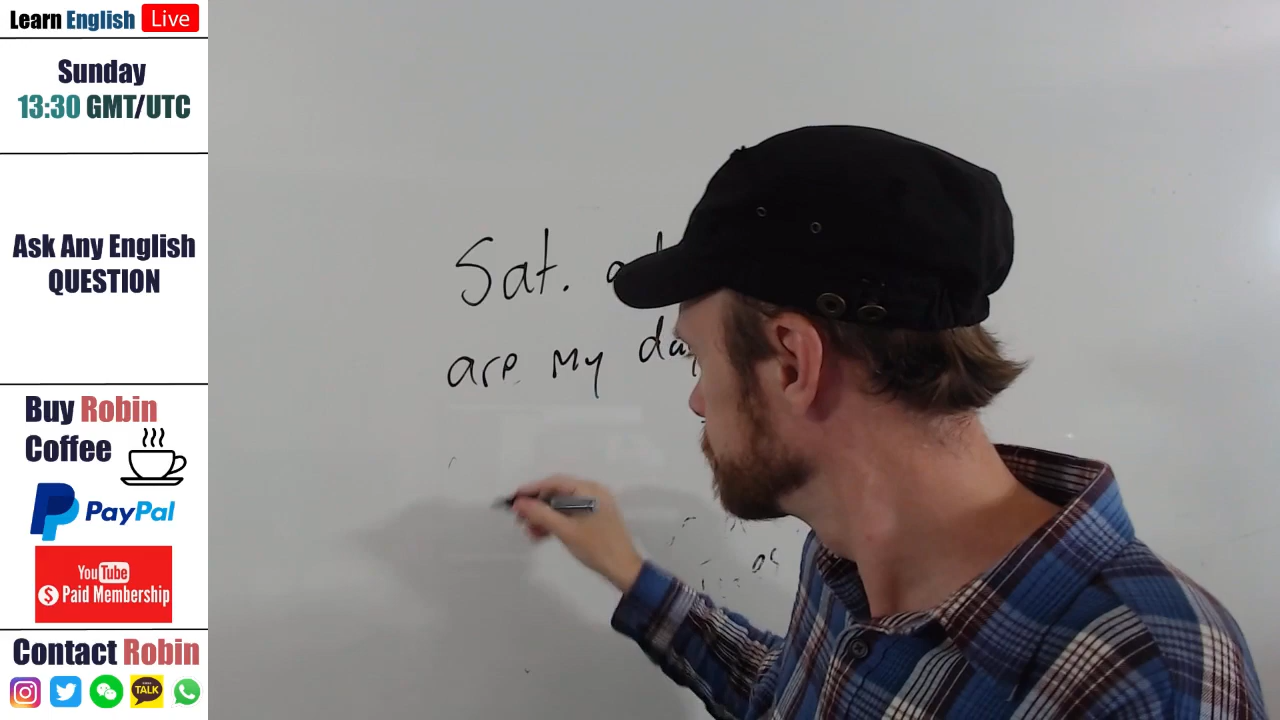 Learn English Live
Sunday
13:30 GMT/UTC
Ask Any English
QUESTION
Buy Robin
Coffee
PayPal
YouTube
$ Paid Membership
Contact Robin
TALK
Sat.
are my